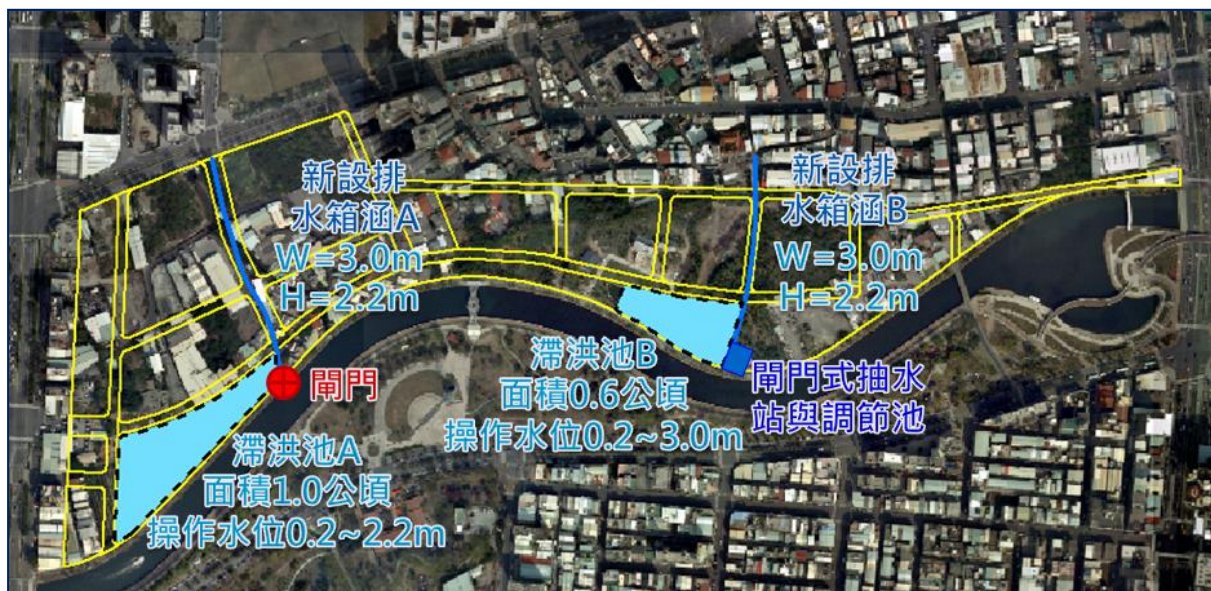 新設排
水箱涵A
W=3.0m
H=2.2m
新設排
水箱涵B
W=3.0m
H=2.2m
閘門
滯洪池A
面積1.0公頃
操作水位0.2~2.2m
滯洪池B
面積0.6公頃
操作水位0.2~3.0m
閘門式抽水
站與調節池